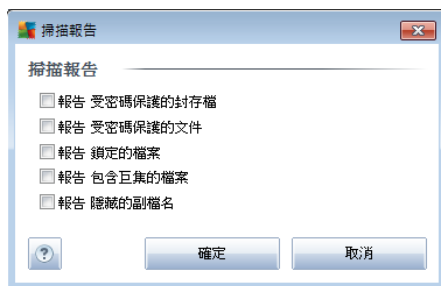 掃描報告
掃描報告
報告 受密碼保護的封存檔
報告 受密碼保護的文件
報告 鎖定的檔案
報告 包含巨集的檔案
報告 隱藏的副檔名
?
確定
取消